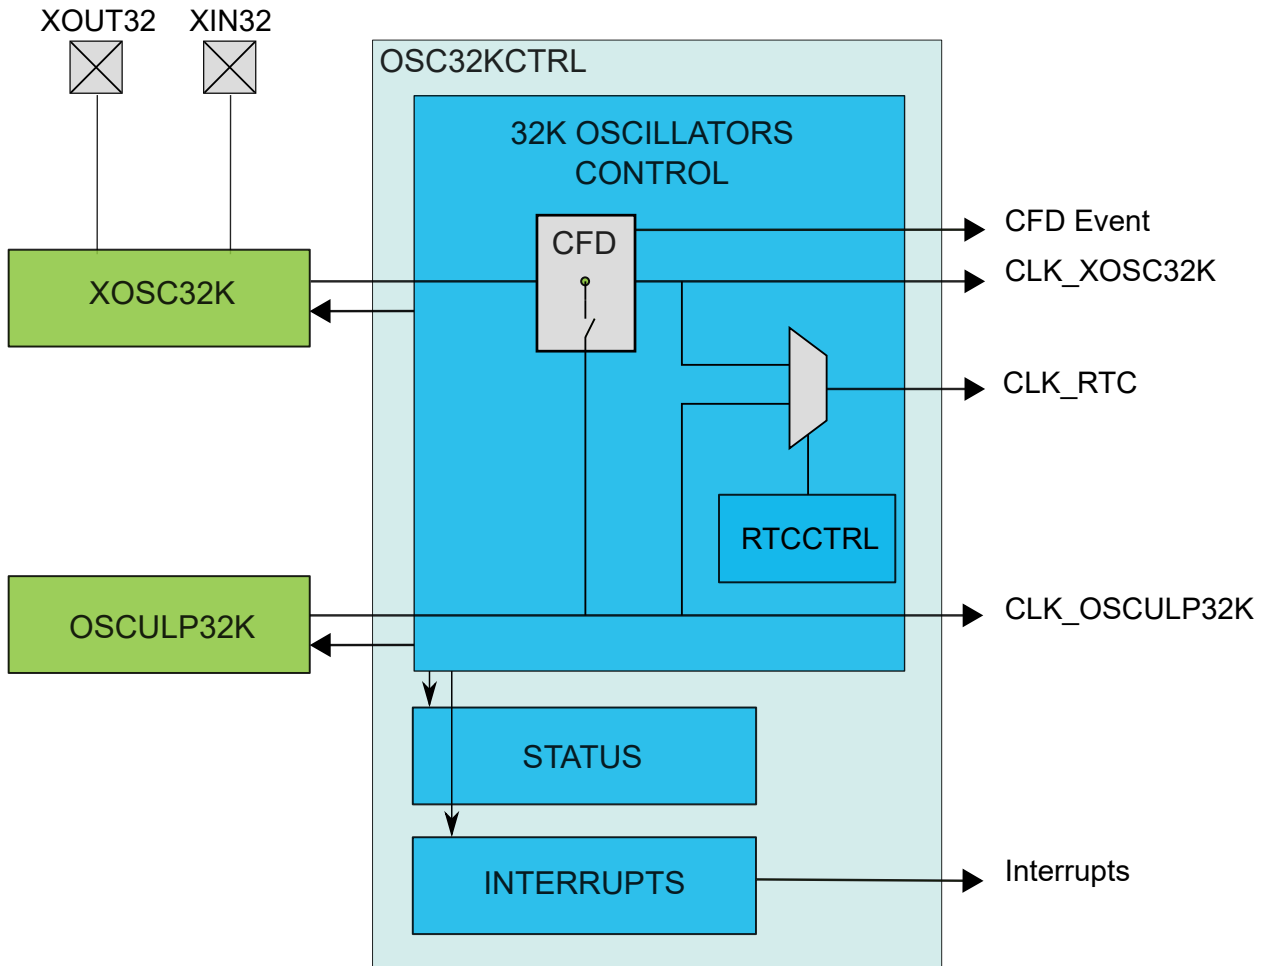 XOUT32
XIN32
OSC32KCTRL
32K OSCILLATORS
CONTROL
CFD
CFD Event
CLK_XOSC32K
XOSC32K
CLK_RTC
RTCCTRL
CLK_OSCULP32K
OSCULP32K
STATUS
INTERRUPTS
Interrupts